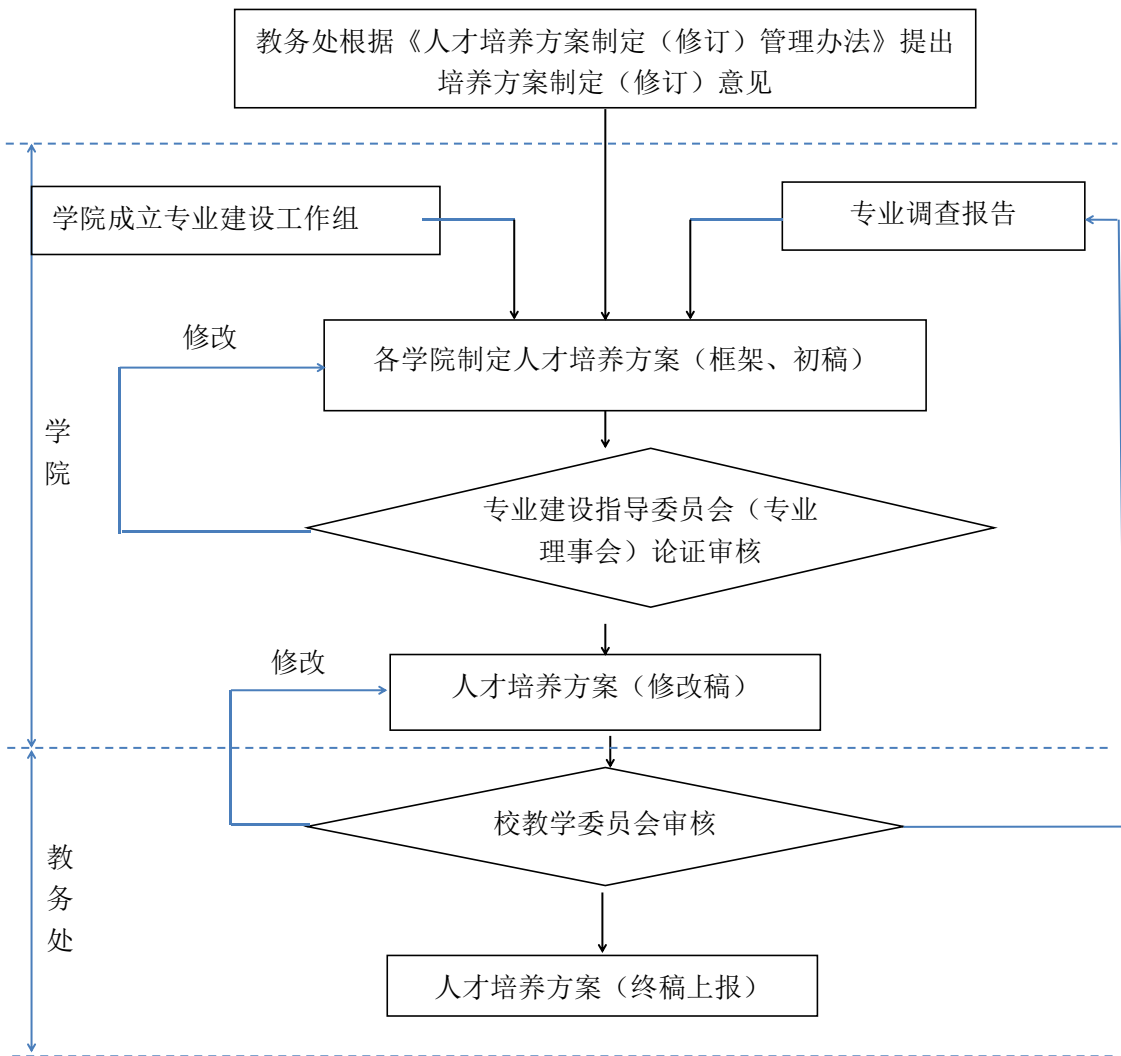 教务处根据《人才培养方案制定（修订）管理办法》提出
培养方案制定（修订）意见
学院成立专业建设工作组
专业调查报告
修改
各学院制定人才培养方案（框架、初稿）
学
院
专业建设指导委员会（专业
理事会）论证审核
修改
人才培养方案（修改稿）
校教学委员会审核
教
务
处
人才培养方案（终稿上报）